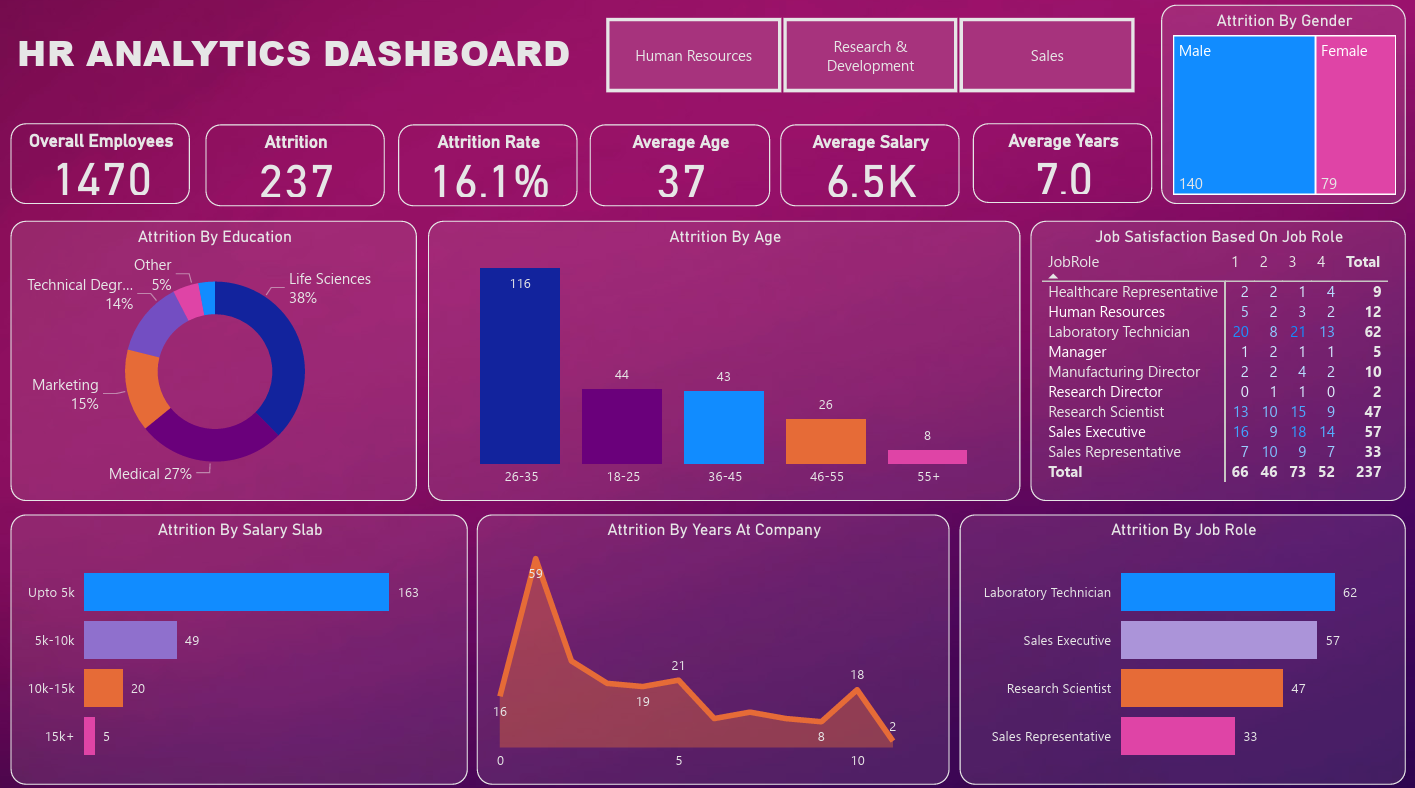 HR ANALYTICS DASHBOARD
Human Resources
Research &
Development
Sales
Attrition By Gender
Male
Female
140
79
Overall Employees
1470
Attrition
237
Attrition Rate
16.1%
Average Age
37
Average Salary
6.5K
Average Years
7.0
Attrition By Education
Other
5%
Life Sciences
38%
Technical Degr...
14%
Marketing
15%
Medical 27%
Attrition By Age
116
44
43
26
8
26-35 18-25 36-45 46-55 55+
Job Satisfaction Based On Job Role
JobRole 1 2 3 4 Total
Healthcare Representative 2 2 1 4 9
Human Resources 5 2 3 2 12
Laboratory Technician 20 8 21 13 62
Manager 1 2 1 1 5
Manufacturing Director 2 2 4 2 10
Research Director 0 1 1 0 2
Research Scientist 13 10 15 9 47
Sales Executive 16 9 18 14 57
Sales Representative 7 10 9 7 33
Total 66 46 73 52 237
Attrition By Salary Slab
Upto 5k 163
5k-10k 49
10k-15k 20
15k+ 5
Attrition By Years At Company
59
21
18
16
19
8
2
0 5 10
Attrition By Job Role
Laboratory Technician 62
Sales Executive 57
Research Scientist 47
Sales Representative 33